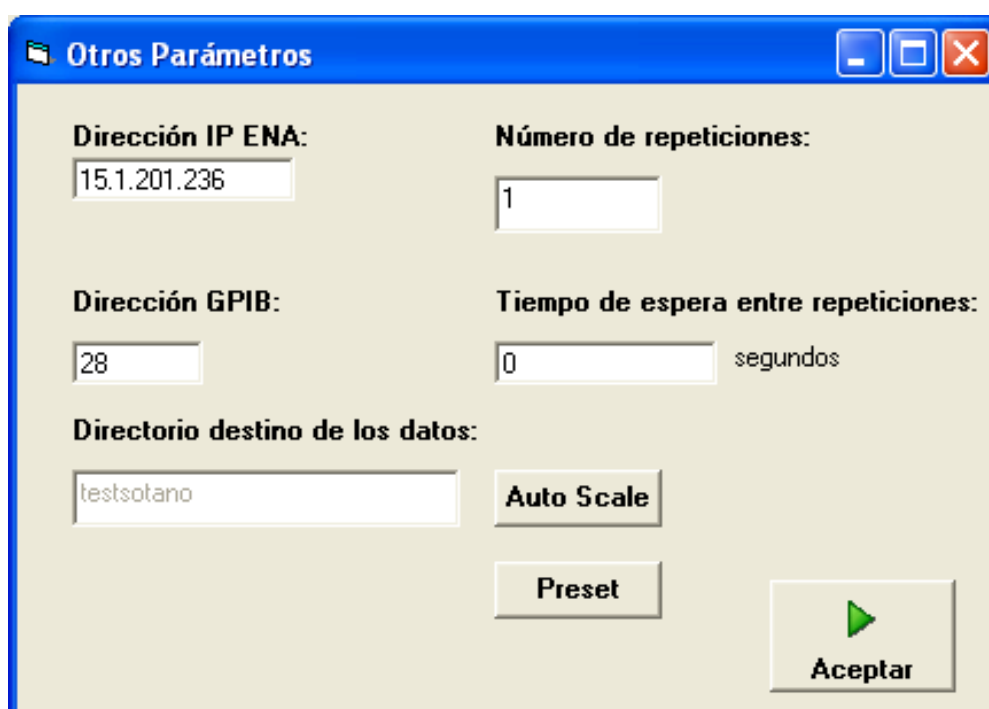 Otros Parámetros
Dirección IP ENA:
15.1.201.236
Número de repeticiones:
1
Dirección GPIB:
28
Tiempo de espera entre repeticiones:
0
segundos
Directorio destino de los datos:
testsotano
Auto Scale
Preset
Aceptar